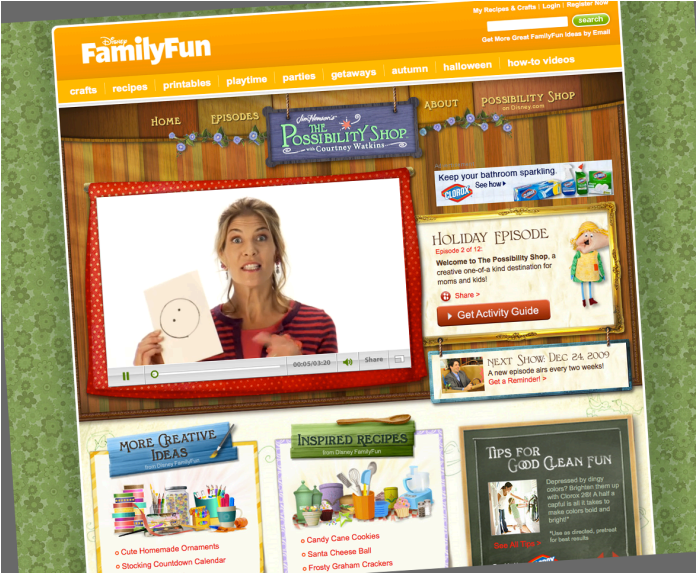 My Recipes & Crafts | Login | Register Now
search
Get More Great FamilyFun ideas by Email
Disney
FamilyFun
crafts recipes printables playtime parties getaways autumn halloween how-to videos
Home Episodes About Possibility Shop
on Disney.com
Jim Henson's
The Possibility Shop
with Courtney Watkins
Keep your bathroom sparkling.
See how
CLOROX
Holiday Episode
Episode 2 of 12:
Welcome to The Possibility Shop, a
creative one-of-a kind destination for
moms and kids!
Share >
Get Activity Guide
00:05/03:20 Share
Next Show: Dec 24, 2009
A new episode airs every two weeks!
Get a Reminder! >
More Creative Ideas
from Disney FamilyFun
Cute Homemade Ornaments
Stocking Countdown Calendar
Inspired Recipes
from Disney FamilyFun
Candy Cane Cookies
Santa Cheese Ball
Frosty Graham Crackers
Tips for
Good Clean Fun
Depressed by dingy
colors? Brighten them up
with Clorox 2®! A half a
capful is all it takes to
make colors bold and
bright!*
*Use as directed, pretreat
for best results
See All Tips >
CLOROX